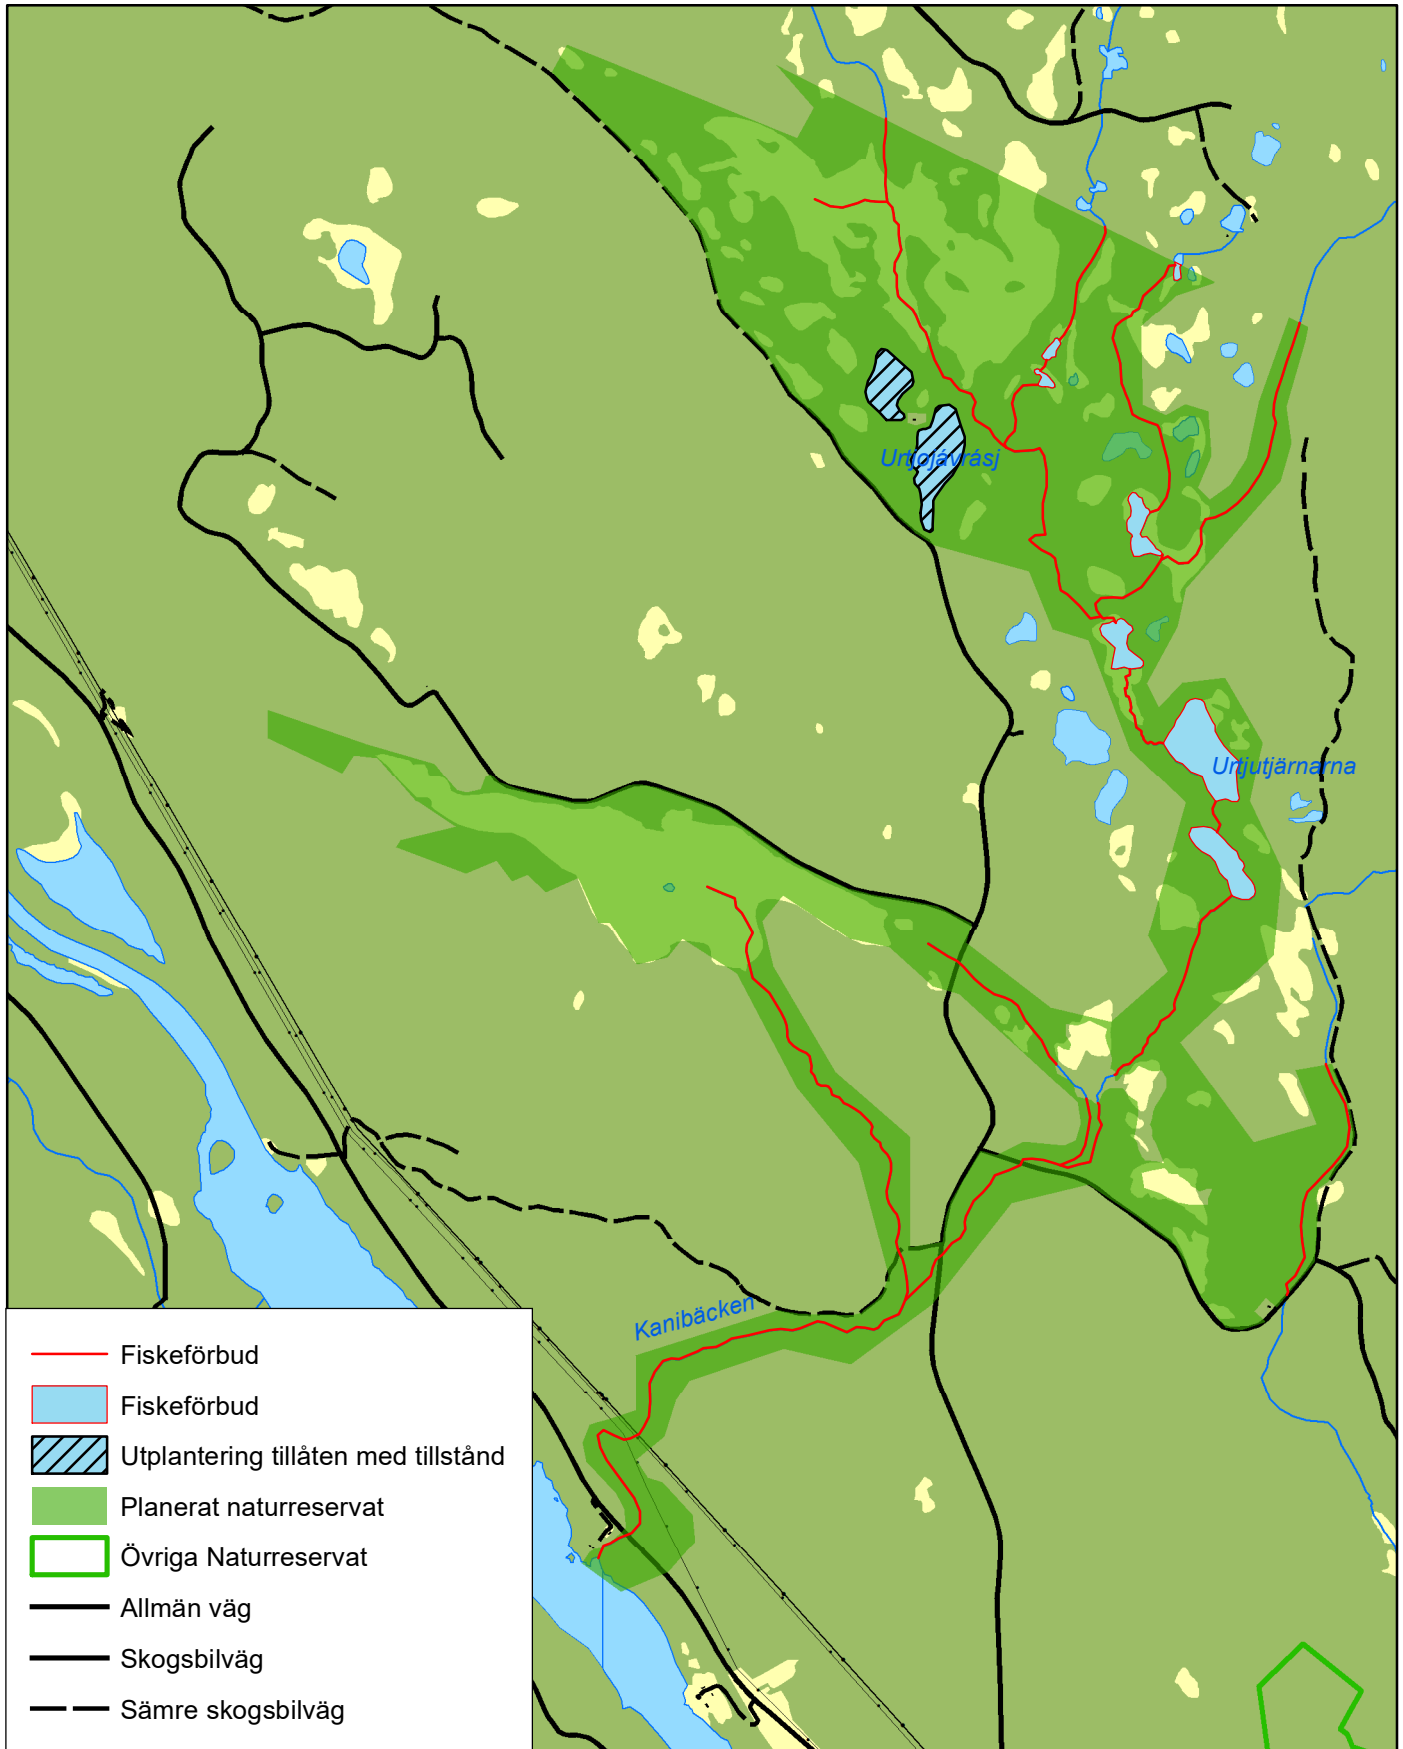 Urtjojávrásj
Urtjutjärnarna
Kanibäcken
Fiskeförbud
Fiskeförbud
Utplantering tillåten med tillstånd
Planerat naturreservat
Övriga Naturreservat
Allmän väg
Skogsbilväg
Sämre skogsbilväg